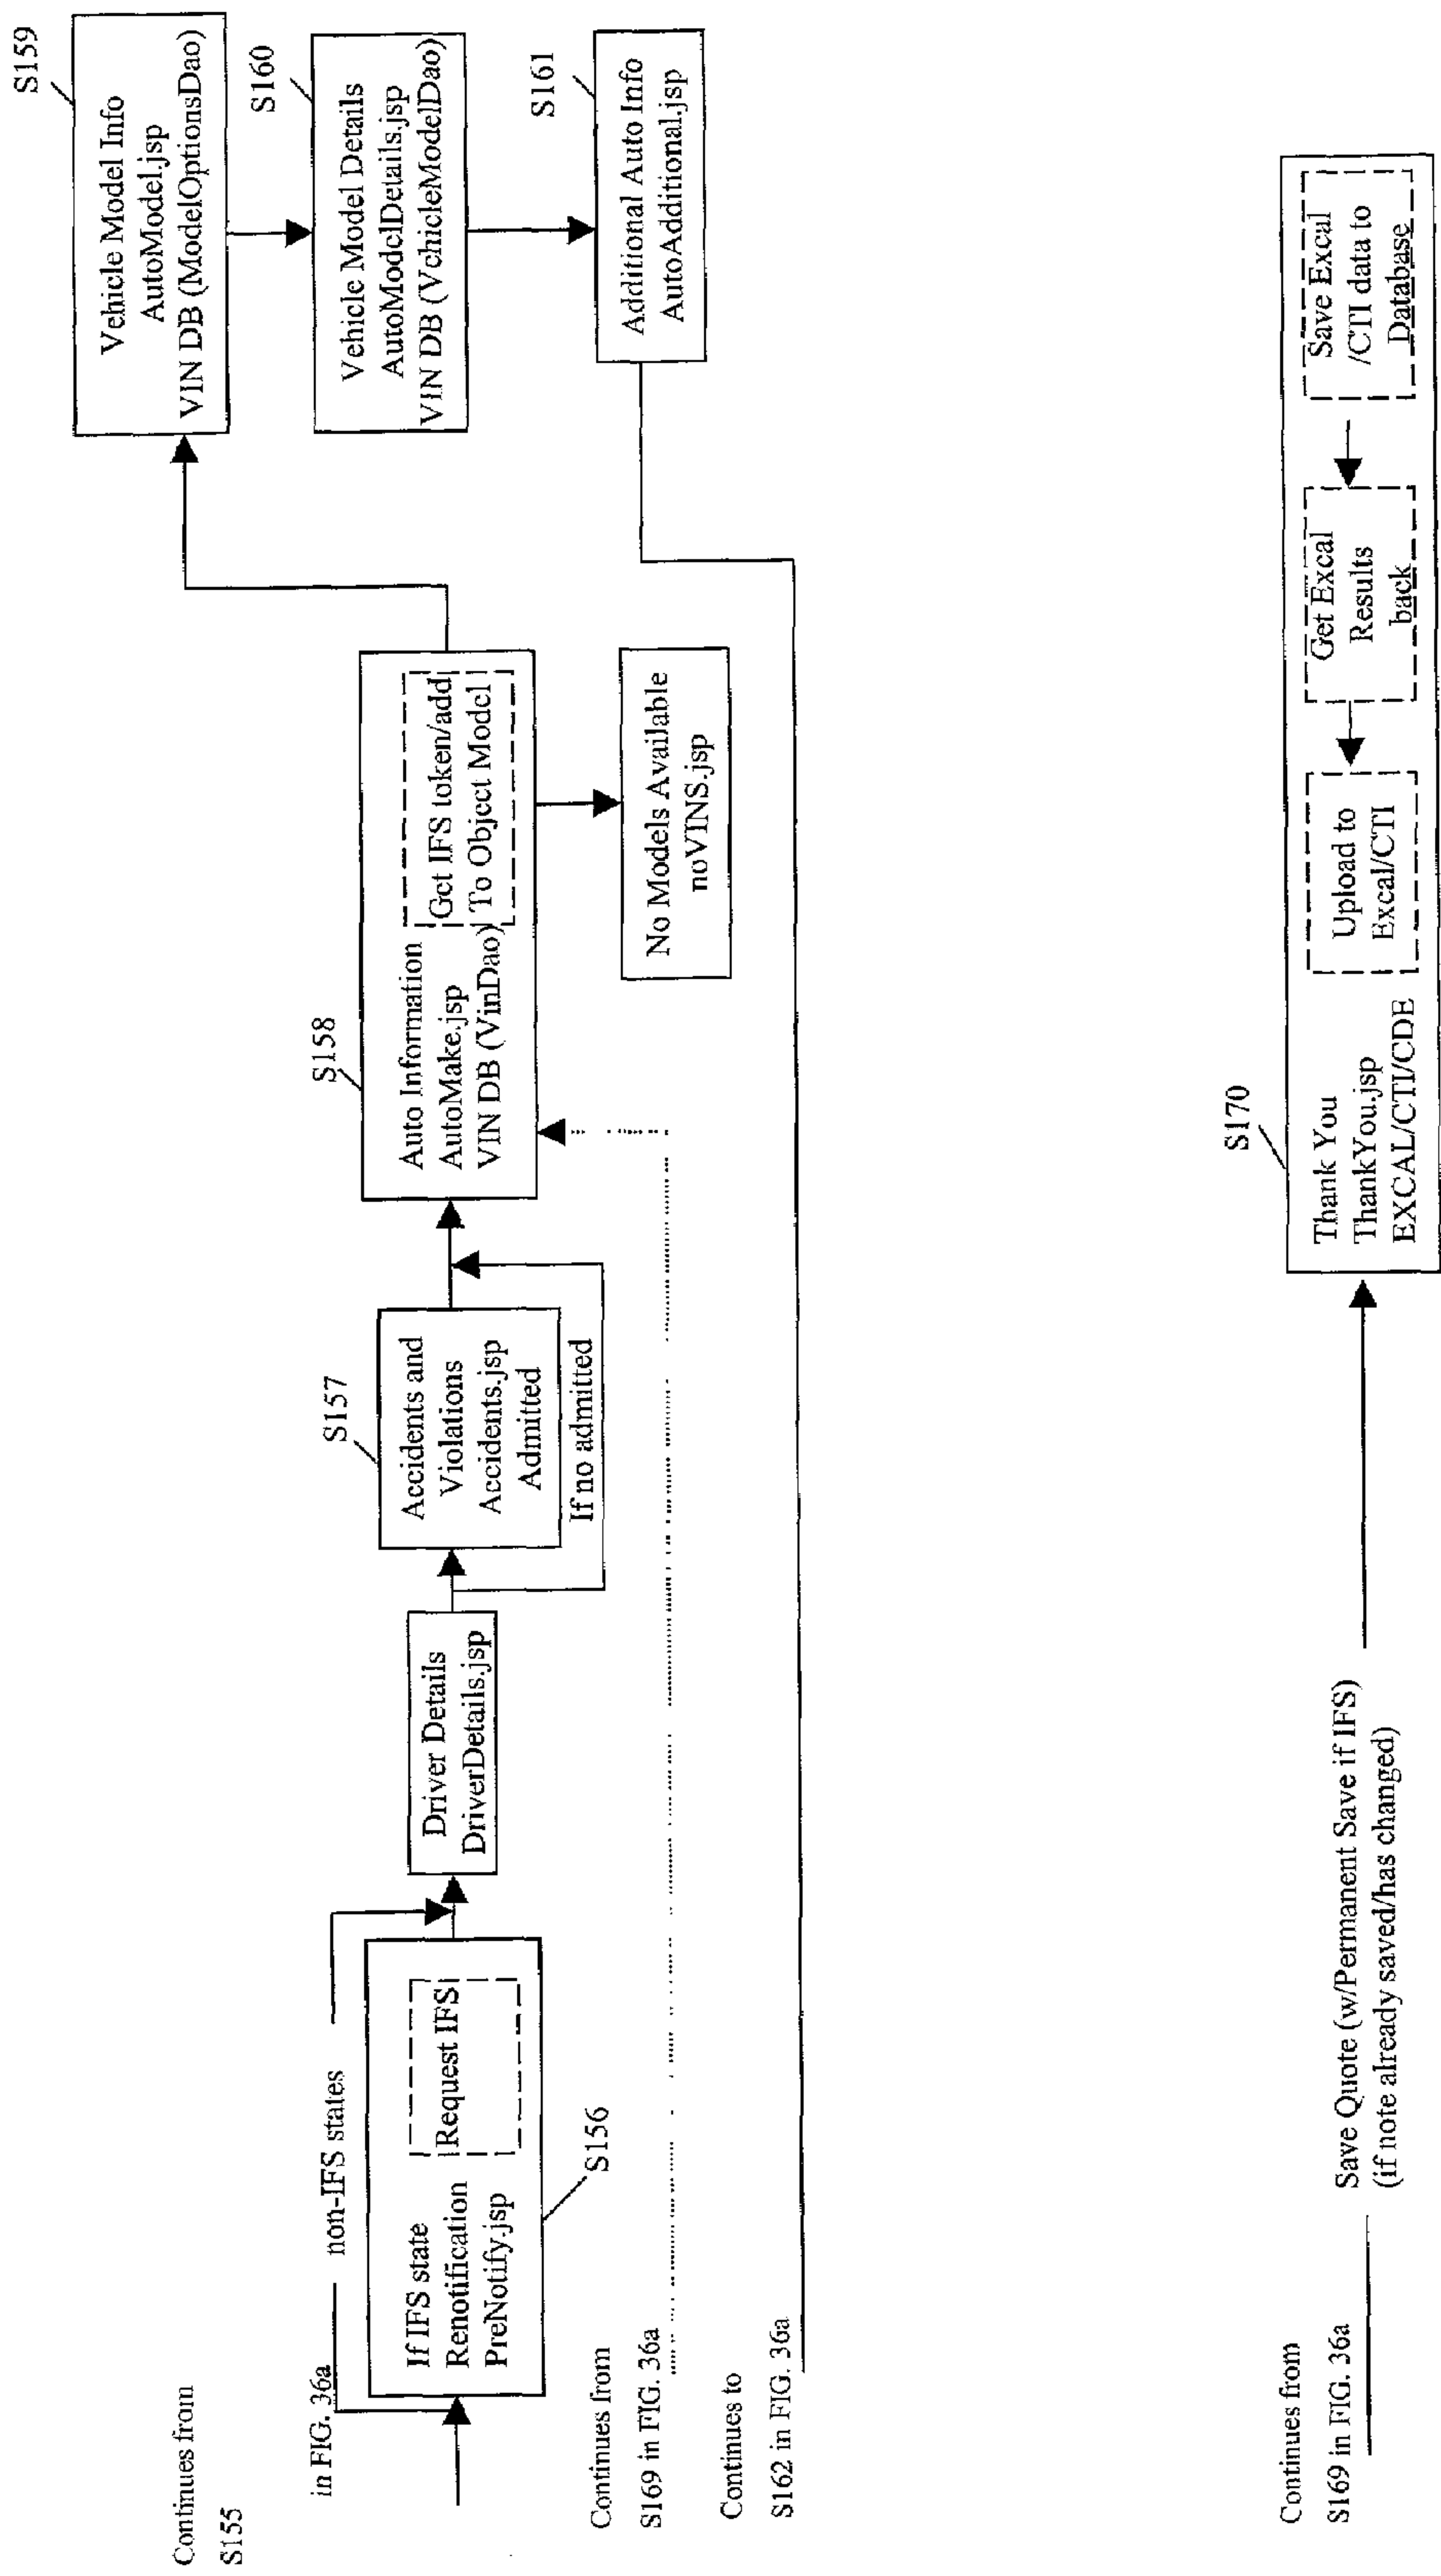 Continues from
S155
in FIG. 36a
non-IFS states
If IFS state
Renotification
PreNotify.jsp
Request IFS
S156
Driver Details
DriverDetails.jsp
S157
Accidents and
Violations
Accidents.jsp
Admitted
If no admitted
S158
Auto Information
AutoMake.jsp
VIN DB (VinDao)
Get IFS token/add
To Object Model
No Models Available
noVINS.jsp
S159
Vehicle Model Info
AutoModel.jsp
VIN DB (ModelOptionsDao)
S160
Vehicle Model Details
AutoModelDetails.jsp
VIN DB (VehicleModelDao)
S161
Additional Auto Info
AutoAdditional.jsp
Continues from
S169 in FIG. 36a
Continues to
S162 in FIG. 36a
Continues from
S169 in FIG. 36a
Save Quote (w/Permanent Save if IFS)
(if note already saved/has changed)
S170
Thank You
ThankYou.jsp
EXCAL/CTI/CDE
Upload to
Excal/CTI
Get Excal
Results
back
Save Excal
/CTI data to
Database